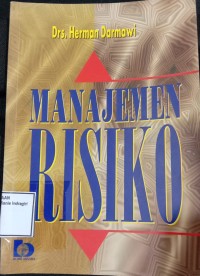 Drs. Herman Darmawi
MANAJEMEN
RISIKO